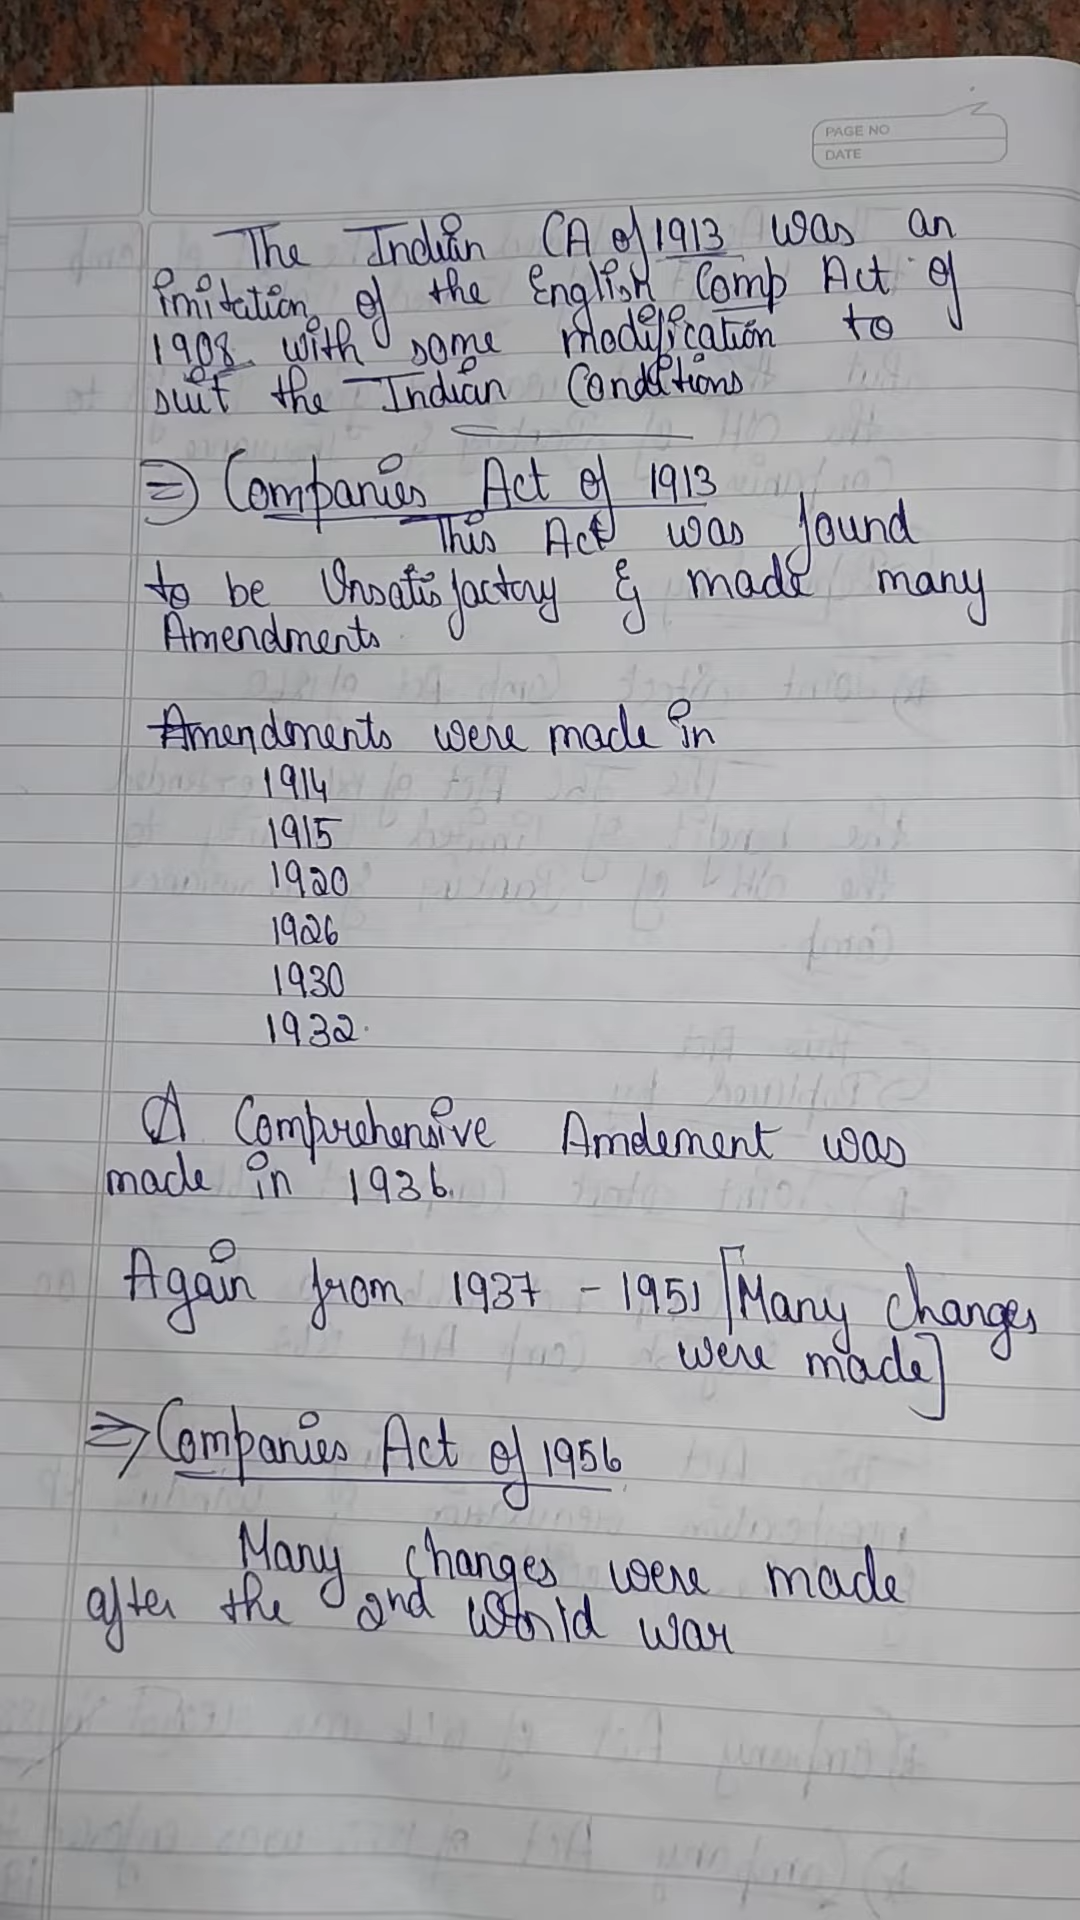 PAGE NO
DATE
The Indian CA of 1913 was an
imitation of the English Comp Act of
1908 with some modification to
suit the Indian Conditions
⇒ Companies Act of 1913
This Act was found
to be Unsatisfactory & made many
Amendments
Amendments were made in
1914
1915
1920
1926
1930
1932.
A Comprehensive Amdement was
made in 1936.
Again from 1937 - 1951 [Many changes
were made]
⇒ Companies Act of 1956
Many changes were made
after the 2nd World war